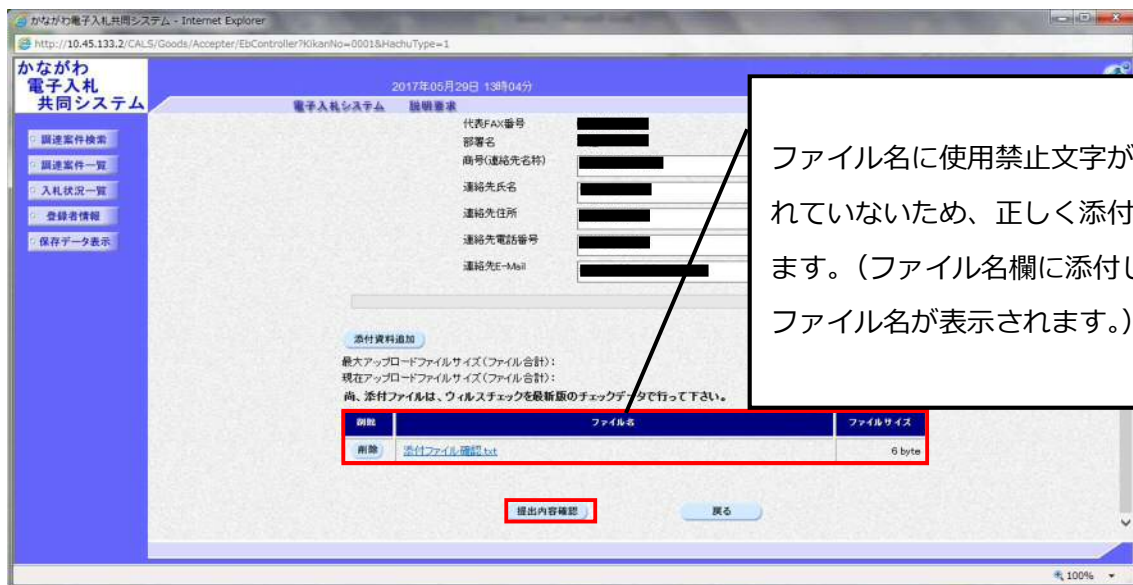 かながわ電子入札共同システム - Internet Explorer
http://10.45.133.2/CALS/Goods/Accepter/EbController?KikanNo=0001&HachuType=1
かながわ
電子入札
共同システム
2017年05月29日 13時04分
電子入札システム 説明要求
調達案件検索
調達案件一覧
入札状況一覧
登録者情報
保存データ表示
代表FAX番号
部署名
商号(連絡先名称)
連絡先氏名
連絡先住所
連絡先電話番号
連絡先E-Mail
ファイル名に使用禁止文字が
れていないため、正しく添付
ます。(ファイル名欄に添付し
ファイル名が表示されます。)
添付資料追加
最大アップロードファイルサイズ(ファイル合計):
現在アップロードファイルサイズ(ファイル合計):
尚、添付ファイルは、ウィルスチェックを最新版のチェックデータで行って下さい。
削除 ファイル名 ファイルサイズ
削除 添付ファイル確認.txt 6 byte
提出内容確認 戻る
100%